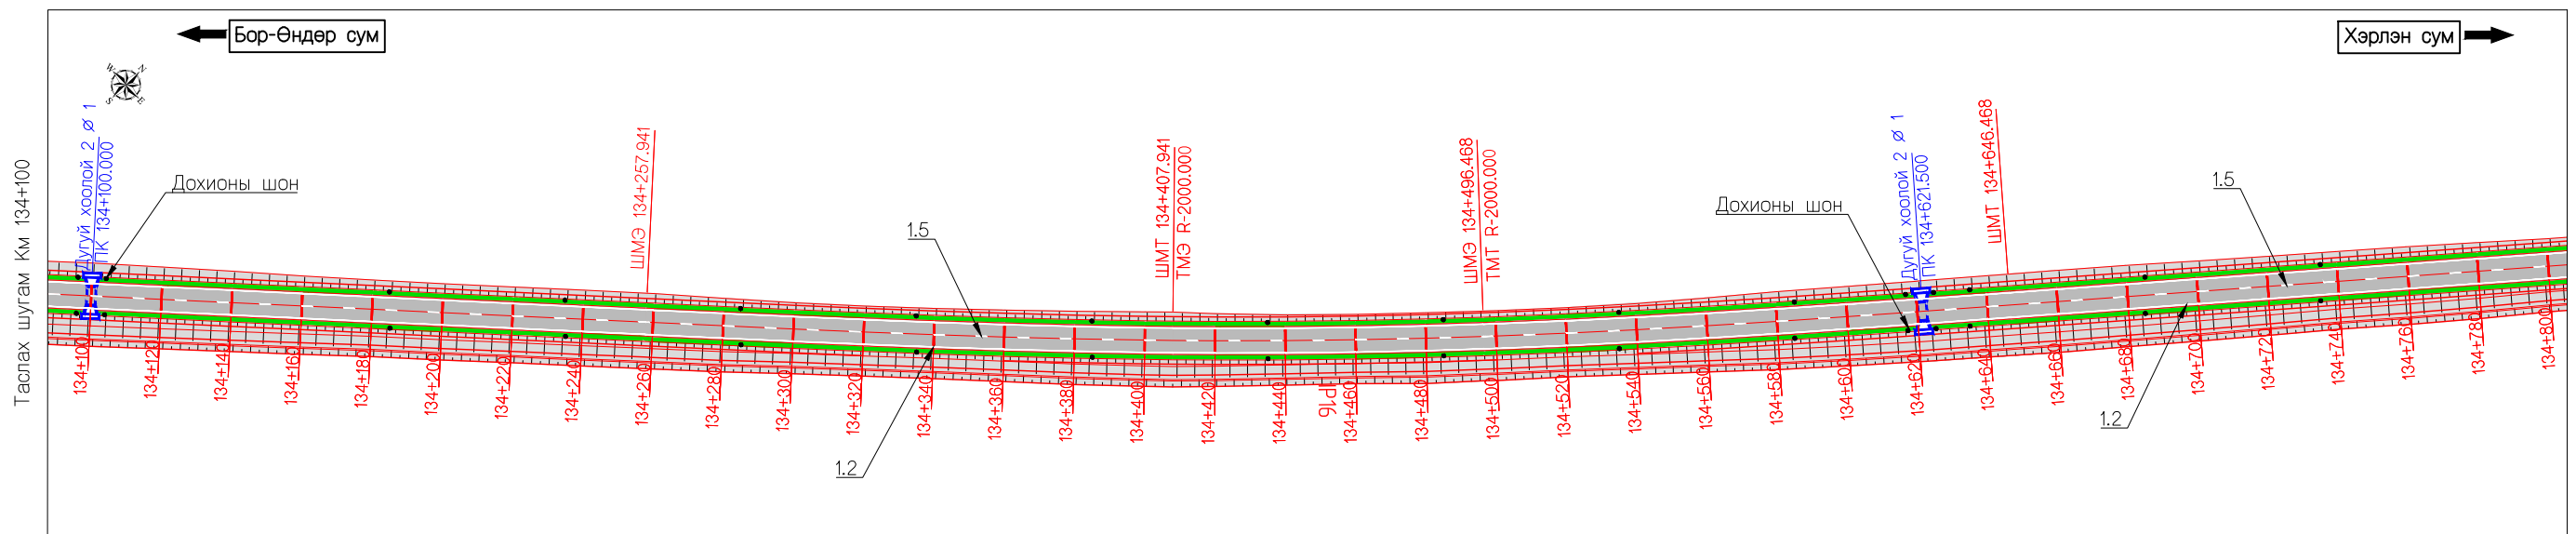 Бор-Өндөр сум
Хэрлэн сум
W N
S E
Таслах шугам Км 134+100
Дугуй хоолой 2 ⌀ 1
ПК 134+100.000
Дохионы шон
ШМЭ 134+257.941
1.5
ШМТ 134+407.941
ТМЭ R-2000.000
ШМЭ 134+496.468
ТМТ R-2000.000
Дохионы шон
Дугуй хоолой 2 ⌀ 1
ПК 134+621.500
ШМТ 134+646.468
1.5
134+100
134+120
134+140
134+160
134+180
134+200
134+220
134+240
134+260
134+280
134+300
134+320
134+340
134+360
134+380
134+400
134+420
134+440
IP16
134+460
134+480
134+500
134+520
134+540
134+560
134+580
134+600
134+620
134+640
134+660
134+680
134+700
134+720
134+740
134+760
134+780
134+800
1.2
1.2